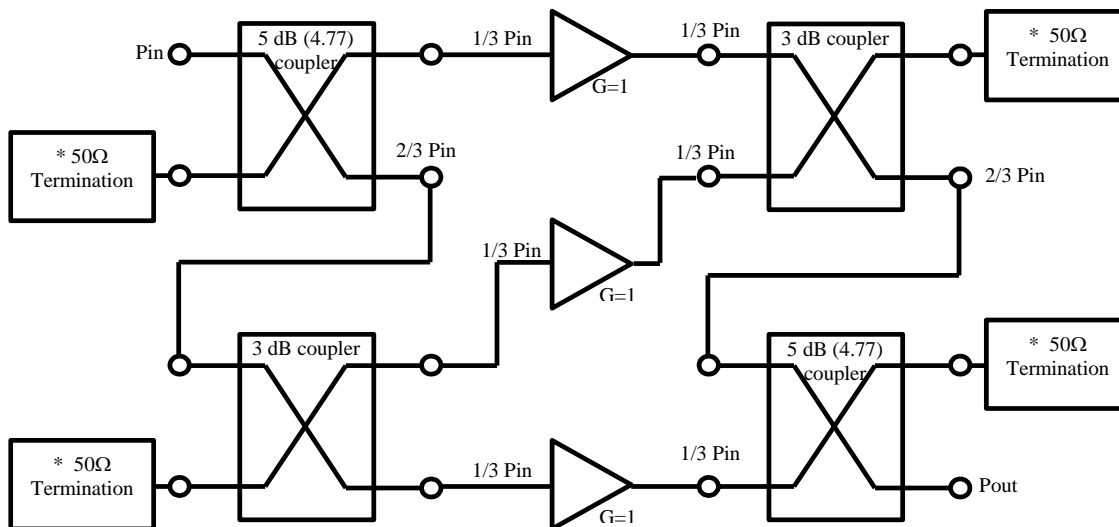 Pin
5 dB (4.77)
coupler
1/3 Pin
G=1
1/3 Pin
3 dB coupler
* 50Ω
Termination
* 50Ω
Termination
2/3 Pin
1/3 Pin
2/3 Pin
1/3 Pin
G=1
3 dB coupler
5 dB (4.77)
coupler
* 50Ω
Termination
* 50Ω
Termination
1/3 Pin
G=1
1/3 Pin
Pout